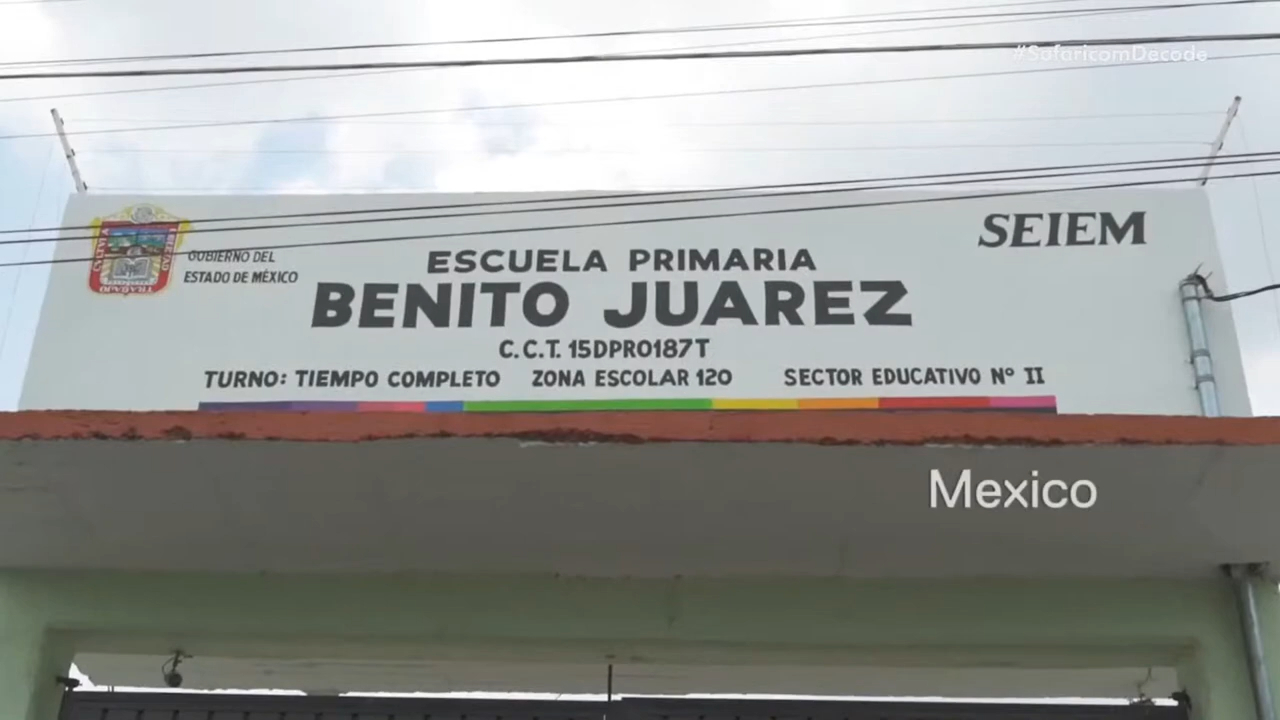 #SafaricomDecode
SEIEM
GOBIERNO DEL
ESTADO DE MÉXICO
ESCUELA PRIMARIA
BENITO JUAREZ
C.C.T. 15DPR0187T
TURNO: TIEMPO COMPLETO ZONA ESCOLAR 120 SECTOR EDUCATIVO Nº II
Mexico